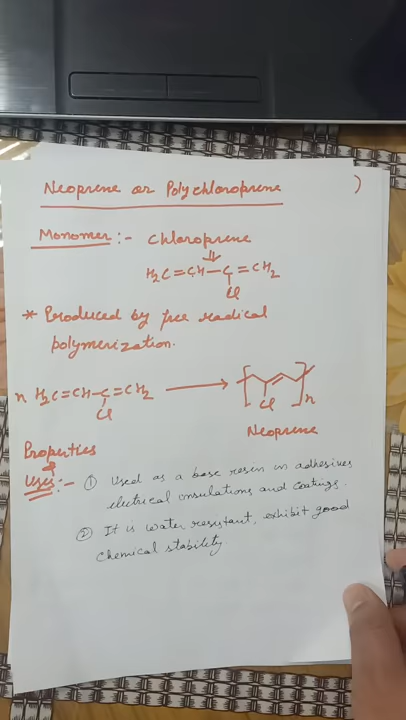 Neoprene or Polychloroprene )
Monomer :- Chloroprene
H₂C=CH-C=CH₂
Cl
* Produced by free radical
polymerization.
n H₂C=CH-C=CH₂ → [ ]n
Cl Cl
Neoprene
Properties
&
Uses :- ① Used as a base resin in adhesives
electrical insulations and coatings.
② It is water resistant, exhibit good
chemical stability.